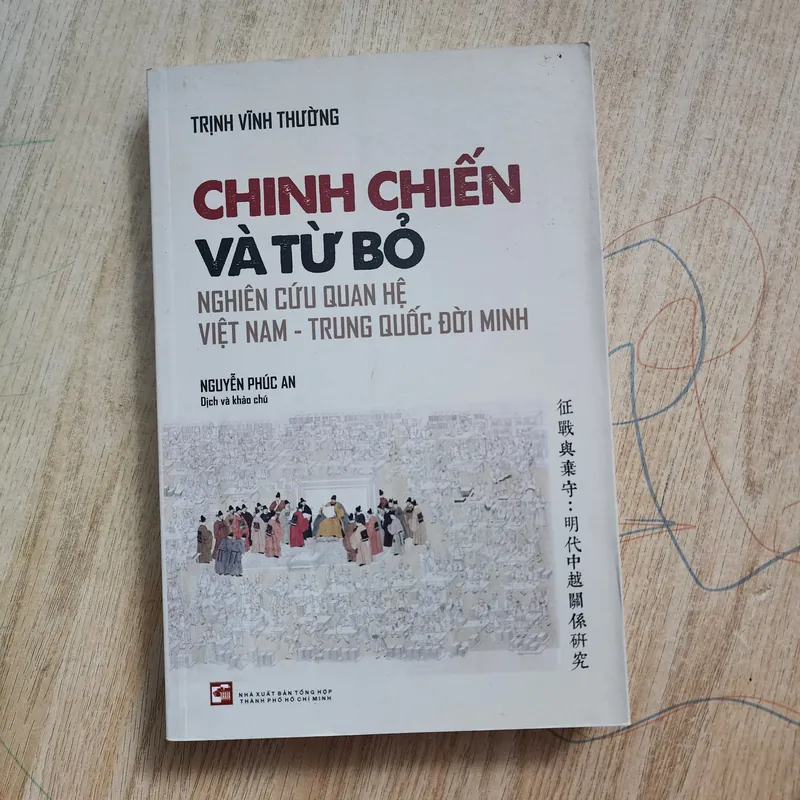 TRỊNH VĨNH THƯỜNG
CHINH CHIẾN
VÀ TỪ BỎ
NGHIÊN CỨU QUAN HỆ
VIỆT NAM - TRUNG QUỐC ĐỜI MINH
NGUYỄN PHÚC AN
Dịch và khảo chú
征戰與棄守：明代中越關係研究
NHÀ XUẤT BẢN TỔNG HỢP
THÀNH PHỐ HỒ CHÍ MINH